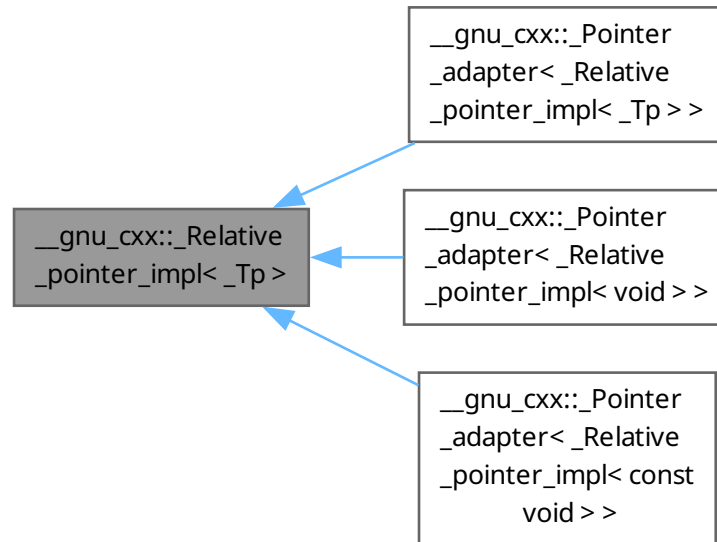 __gnu_cxx::_Pointer
_adapter< _Relative
_pointer_impl< _Tp > >
__gnu_cxx::_Relative
_pointer_impl< _Tp >
__gnu_cxx::_Pointer
_adapter< _Relative
_pointer_impl< void > >
__gnu_cxx::_Pointer
_adapter< _Relative
_pointer_impl< const
void > >